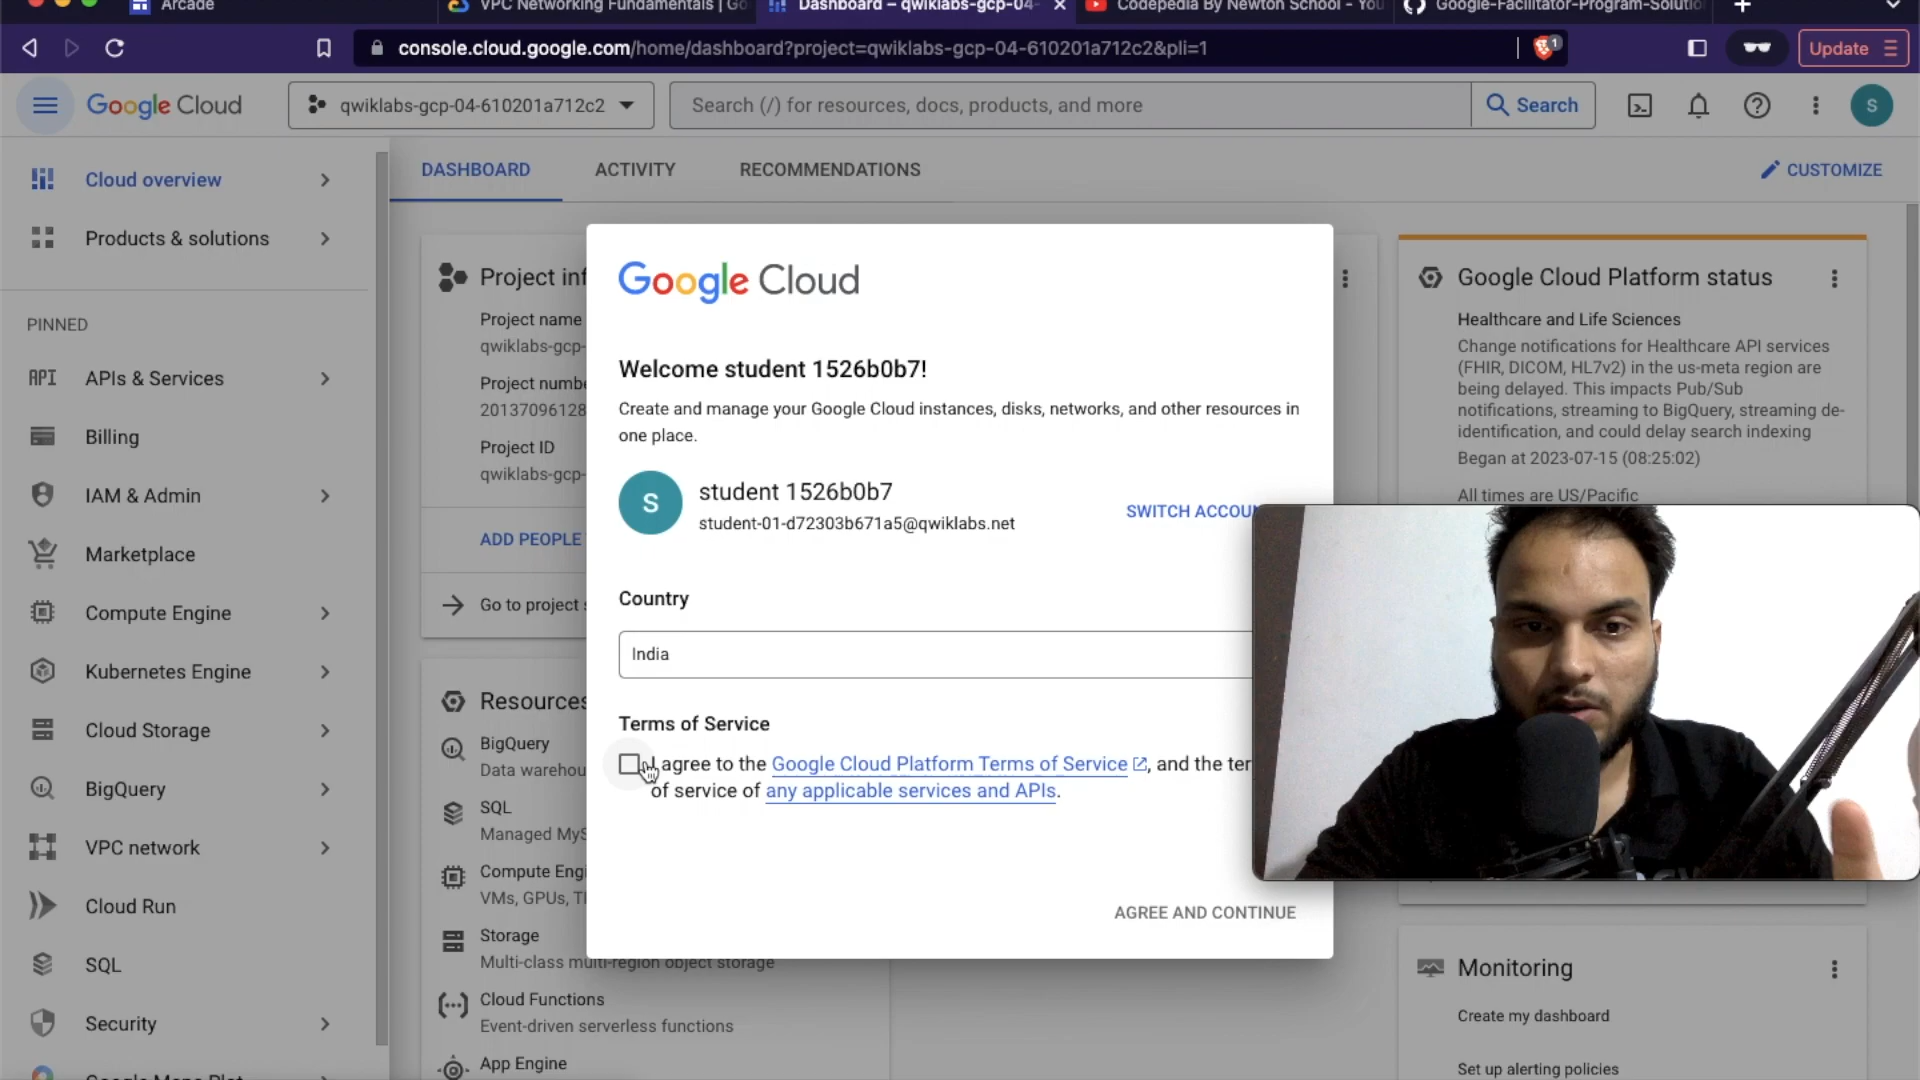 Arcade
VPC Networking Fundamentals | Go
Dashboard – qwiklabs-gcp-04-
Codepedia By Newton School - You
Google-Facilitator-Program-Solutio
console.cloud.google.com/home/dashboard?project=qwiklabs-gcp-04-610201a712c2&pli=1
1
Update
Google Cloud
qwiklabs-gcp-04-610201a712c2
Search (/) for resources, docs, products, and more
Search
S
Cloud overview
Products & solutions
PINNED
API
APIs & Services
Billing
IAM & Admin
Marketplace
Compute Engine
Kubernetes Engine
Cloud Storage
BigQuery
VPC network
Cloud Run
SQL
Security
DASHBOARD
ACTIVITY
RECOMMENDATIONS
CUSTOMIZE
Project inf
Project name
qwiklabs-gcp-
Project numbe
20137096128
Project ID
qwiklabs-gcp-
ADD PEOPLE
Go to project s
Resources
BigQuery
Data warehou
SQL
Managed MyS
Compute Engi
VMs, GPUs, T
Storage
Multi-class multi-region object storage
Cloud Functions
Event-driven serverless functions
App Engine
Google Cloud
Welcome student 1526b0b7!
Create and manage your Google Cloud instances, disks, networks, and other resources in
one place.
S
student 1526b0b7
student-01-d72303b671a5@qwiklabs.net
SWITCH ACCOUN
Country
India
Terms of Service
I agree to the Google Cloud Platform Terms of Service, and the ter
of service of any applicable services and APIs.
AGREE AND CONTINUE
Google Cloud Platform status
Healthcare and Life Sciences
Change notifications for Healthcare API services
(FHIR, DICOM, HL7v2) in the us-meta region are
being delayed. This impacts Pub/Sub
notifications, streaming to BigQuery, streaming de-
identification, and could delay search indexing
Began at 2023-07-15 (08:25:02)
All times are US/Pacific
Monitoring
Create my dashboard
Set up alerting policies